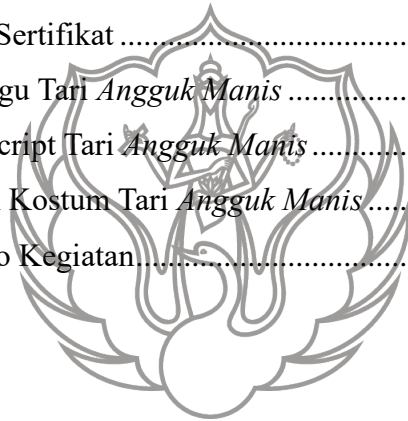 Sertifikat ....................................
gu Tari Angguk Manis ...............
cript Tari Angguk Manis ............
Kostum Tari Angguk Manis .....
o Kegiatan ..................................